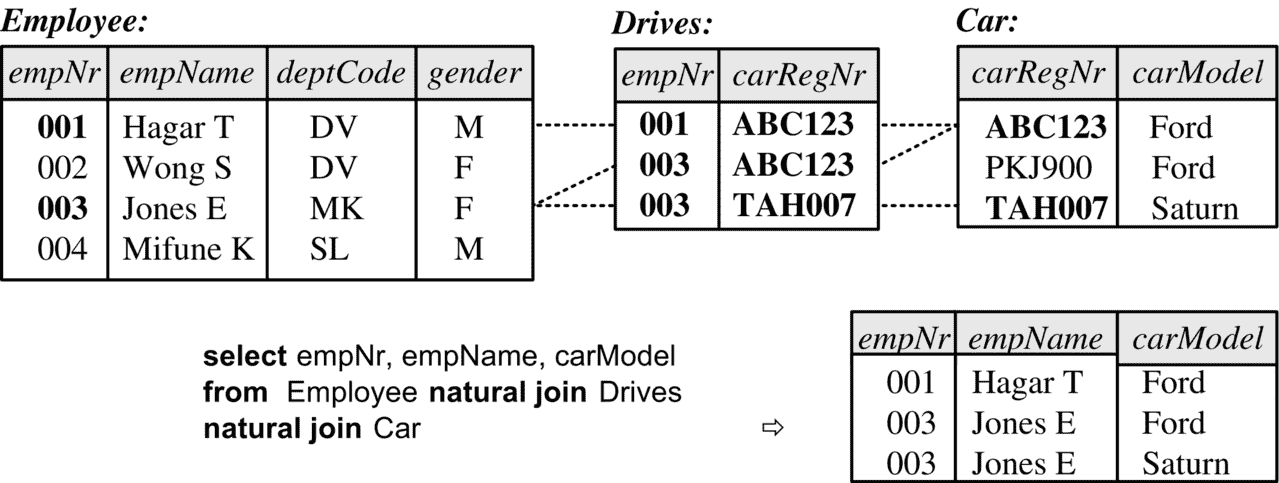 Employee:
empNr empName deptCode gender
001 Hagar T DV M
002 Wong S DV F
003 Jones E MK F
004 Mifune K SL M
Drives:
empNr carRegNr
001 ABC123
003 ABC123
003 TAH007
Car:
carRegNr carModel
ABC123 Ford
PKJ900 Ford
TAH007 Saturn
select empNr, empName, carModel
from Employee natural join Drives
natural join Car ⇨
empNr empName carModel
001 Hagar T Ford
003 Jones E Ford
003 Jones E Saturn